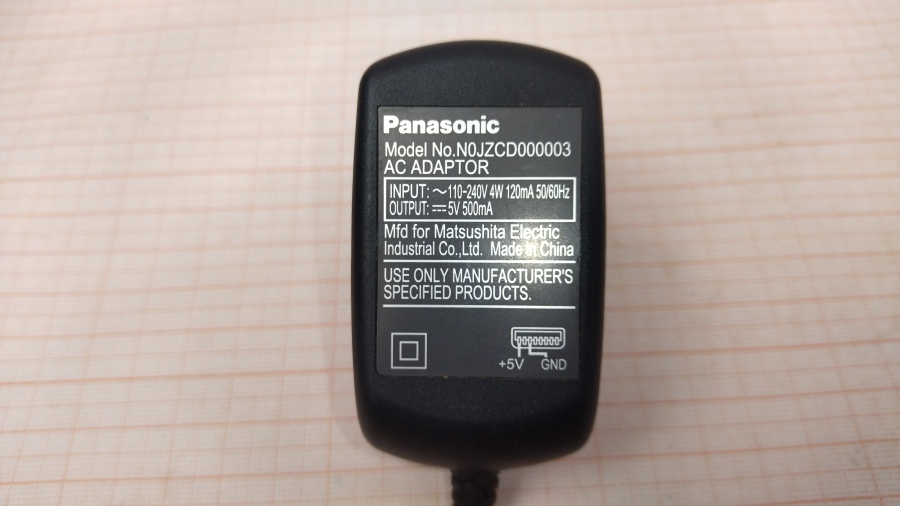 Panasonic
Model No.N0JZCD000003
AC ADAPTOR
INPUT: ～110-240V 4W 120mA 50/60Hz
OUTPUT: ⎓ 5V 500mA
Mfd for Matsushita Electric
Industrial Co.,Ltd. Made in China
USE ONLY MANUFACTURER'S
SPECIFIED PRODUCTS.
+5V GND